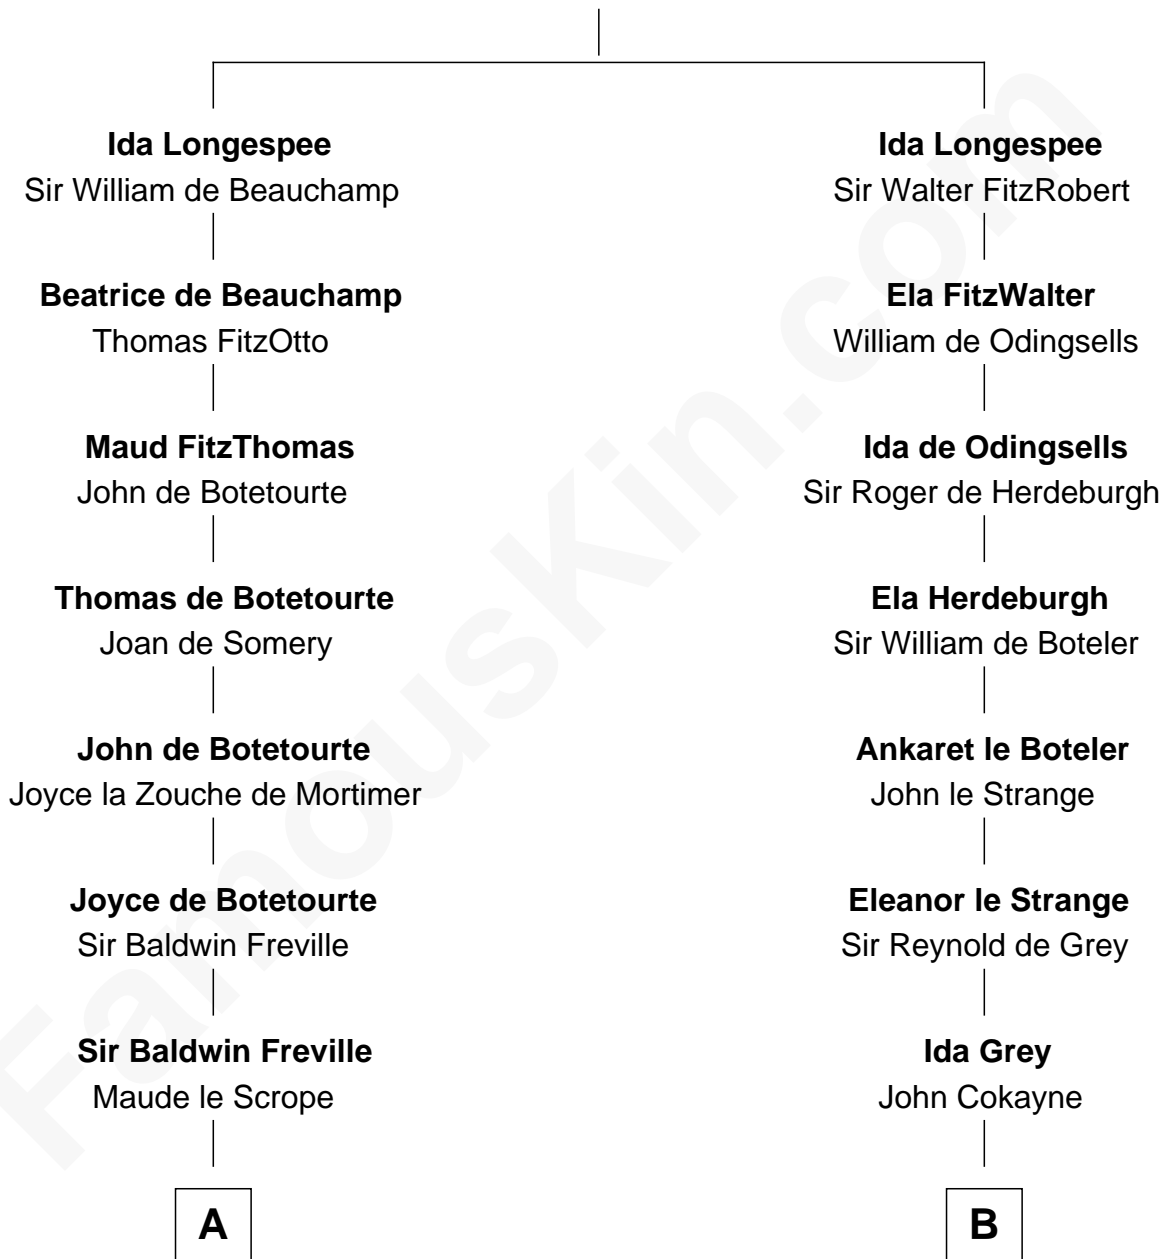 Ida Longespee
Sir William de Beauchamp
Beatrice de Beauchamp
Thomas FitzOtto
Maud FitzThomas
John de Botetourte
Thomas de Botetourte
Joan de Somery
John de Botetourte
Joyce la Zouche de Mortimer
Joyce de Botetourte
Sir Baldwin Freville
Sir Baldwin Freville
Maude le Scrope
A
Ida Longespee
Sir Walter FitzRobert
Ela FitzWalter
William de Odingsells
Ida de Odingsells
Sir Roger de Herdeburgh
Ela Herdeburgh
Sir William de Boteler
Ankaret le Boteler
John le Strange
Eleanor le Strange
Sir Reynold de Grey
Ida Grey
John Cokayne
B
FamousKin.com